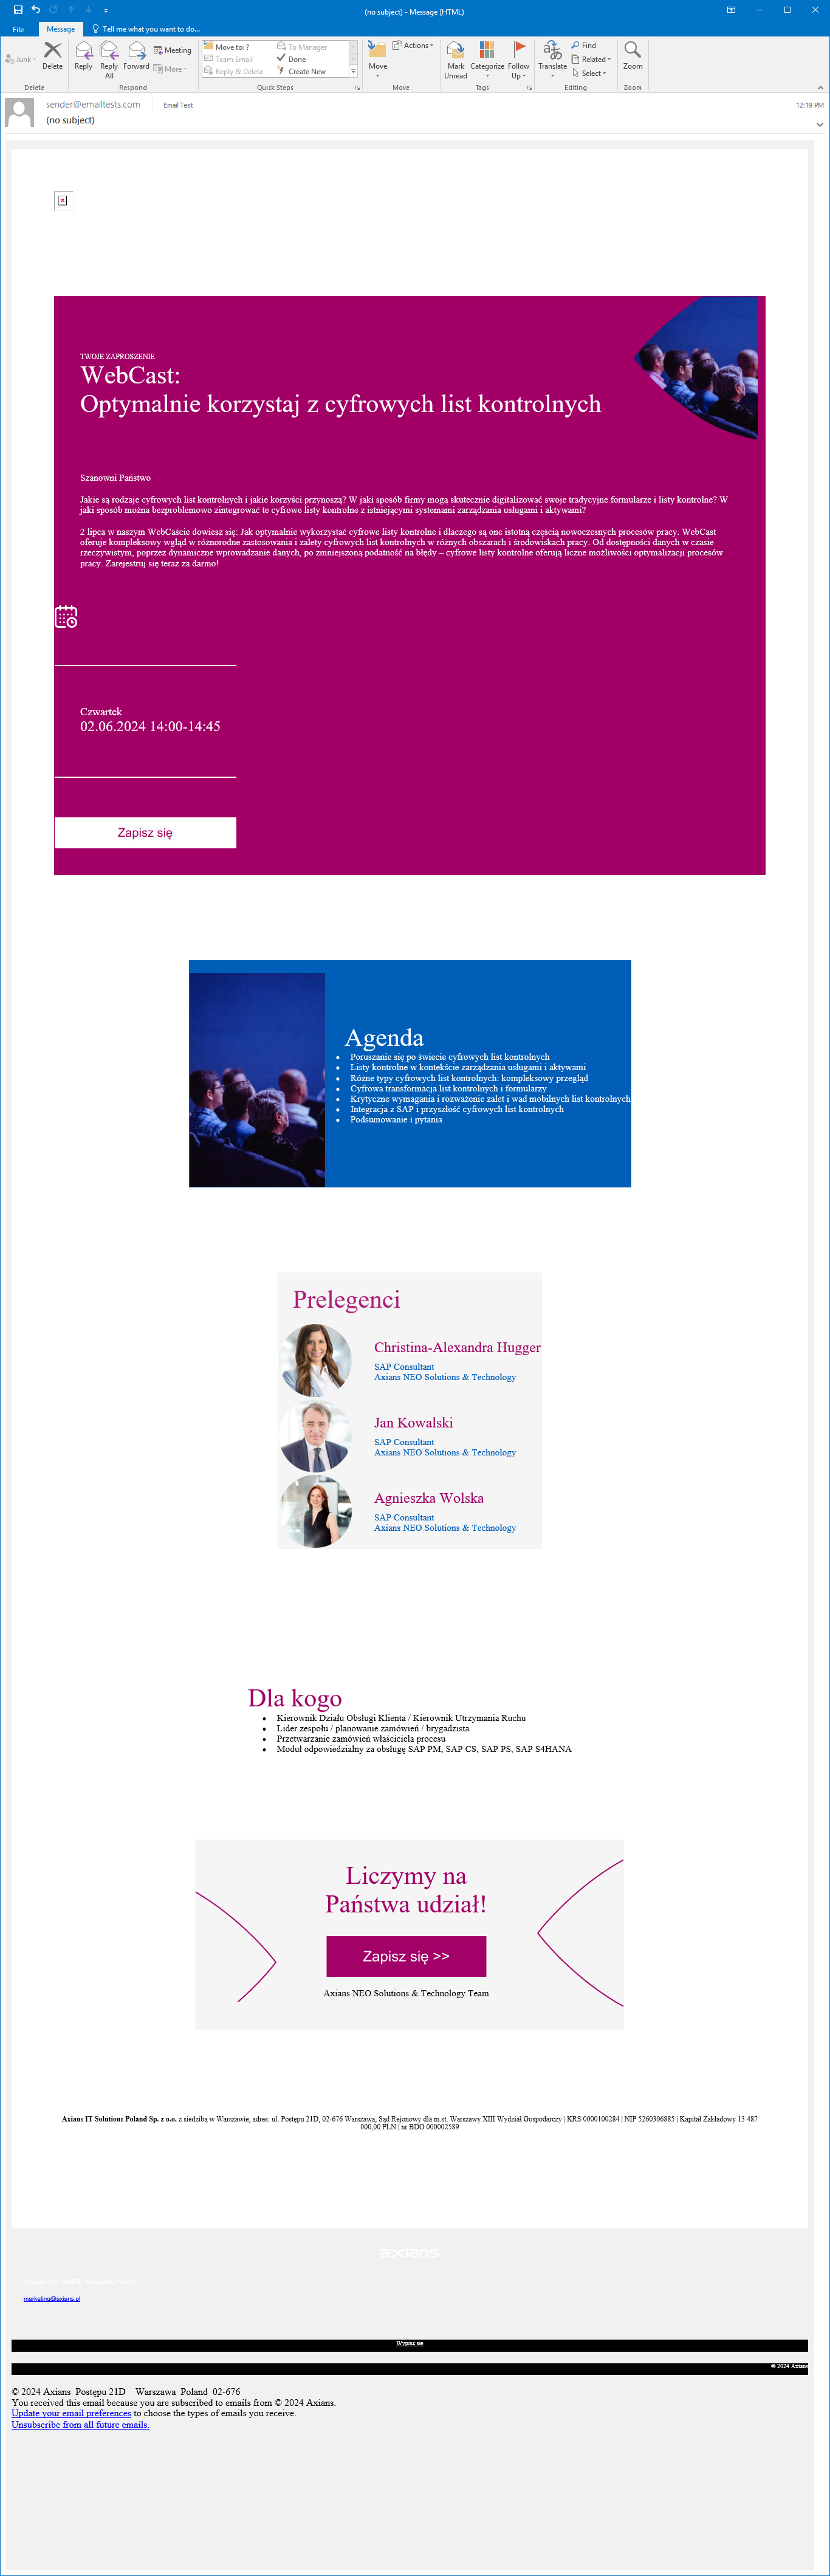 (no subject) - Message (HTML)
File Message Tell me what you want to do...
Junk
Delete
Reply
Reply All
Forward
Meeting
More
Move to: ?
Team Email
Reply & Delete
To Manager
Done
Create New
Move
Actions
Mark Unread
Categorize
Follow Up
Translate
Find
Related
Select
Zoom
Delete Respond Quick Steps Move Tags Editing Zoom
sender@emailtests.com Email Test 12:19 PM
(no subject)
TWOJE ZAPROSZENIE
WebCast:
Optymalnie korzystaj z cyfrowych list kontrolnych
Szanowni Państwo
Jakie są rodzaje cyfrowych list kontrolnych i jakie korzyści przynoszą? W jaki sposób firmy mogą skutecznie digitalizować swoje tradycyjne formularze i listy kontrolne? W
jaki sposób można bezproblemowo zintegrować te cyfrowe listy kontrolne z istniejącymi systemami zarządzania usługami i aktywami?
2 lipca w naszym WebCaście dowiesz się: Jak optymalnie wykorzystać cyfrowe listy kontrolne i dlaczego są one istotną częścią nowoczesnych procesów pracy. WebCast
oferuje kompleksowy wgląd w różnorodne zastosowania i zalety cyfrowych list kontrolnych w różnych obszarach i środowiskach pracy. Od dostępności danych w czasie
rzeczywistym, poprzez dynamiczne wprowadzanie danych, po zmniejszoną podatność na błędy – cyfrowe listy kontrolne oferują liczne możliwości optymalizacji procesów
pracy. Zarejestruj się teraz za darmo!
Czwartek
02.06.2024 14:00-14:45
Zapisz się
Agenda
• Poruszanie się po świecie cyfrowych list kontrolnych
• Listy kontrolne w kontekście zarządzania usługami i aktywami
• Różne typy cyfrowych list kontrolnych: kompleksowy przegląd
• Cyfrowa transformacja list kontrolnych i formularzy
• Krytyczne wymagania i rozważenie zalet i wad mobilnych list kontrolnych
• Integracja z SAP i przyszłość cyfrowych list kontrolnych
• Podsumowanie i pytania
Prelegenci
Christina-Alexandra Hugger
SAP Consultant
Axians NEO Solutions & Technology
Jan Kowalski
SAP Consultant
Axians NEO Solutions & Technology
Agnieszka Wolska
SAP Consultant
Axians NEO Solutions & Technology
Dla kogo
• Kierownik Działu Obsługi Klienta / Kierownik Utrzymania Ruchu
• Lider zespołu / planowanie zamówień / brygadzista
• Przetwarzanie zamówień właściciela procesu
• Moduł odpowiedzialny za obsługę SAP PM, SAP CS, SAP PS, SAP S4HANA
Liczymy na
Państwa udział!
Zapisz się >>
Axians NEO Solutions & Technology Team
Axians IT Solutions Poland Sp. z o.o. z siedzibą w Warszawie, adres: ul. Postępu 21D, 02-676 Warszawa, Sąd Rejonowy dla m.st. Warszawy XIII Wydział Gospodarczy | KRS 0000100284 | NIP 5260306885 | Kapitał Zakładowy 13 487
000,00 PLN | nr BDO 000002589
axians
marketing@axians.pl
Wypisz się
© 2024 Axians
© 2024 Axians Postępu 21D Warszawa Poland 02-676
You received this email because you are subscribed to emails from © 2024 Axians.
Update your email preferences to choose the types of emails you receive.
Unsubscribe from all future emails.